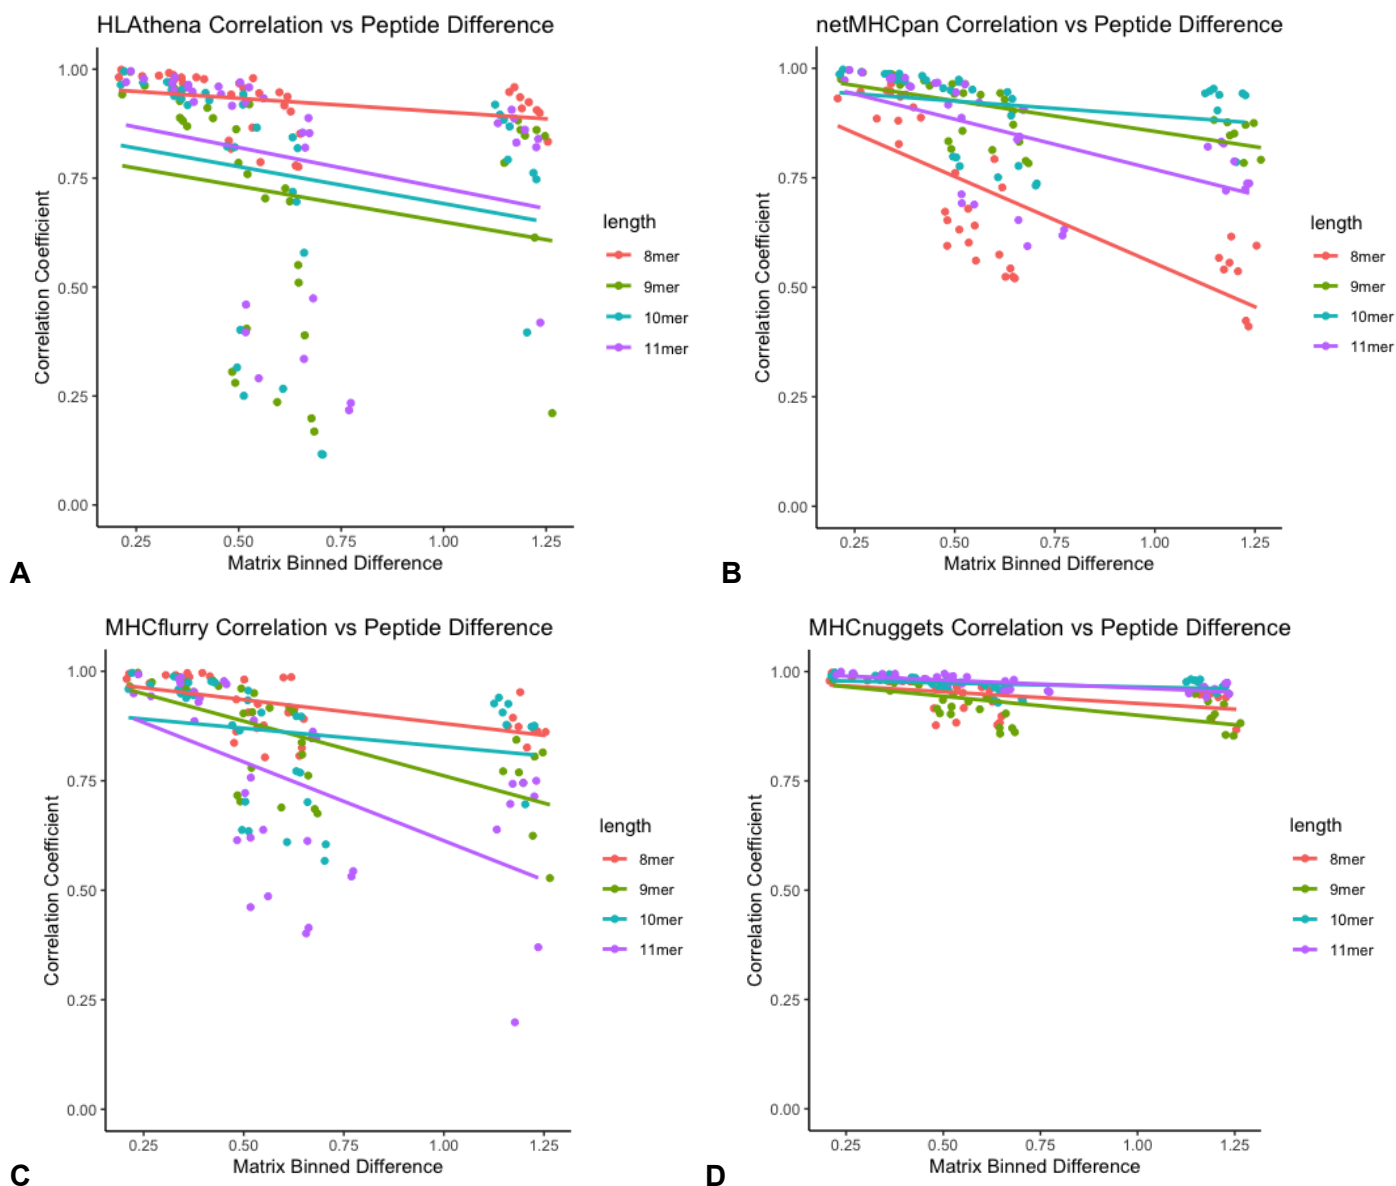 HLAthena Correlation vs Peptide Difference
1.00
0.75
0.50
0.25
0.00
Correlation Coefficient
0.25 0.50 0.75 1.00 1.25
Matrix Binned Difference
length
8mer
9mer
10mer
11mer
A
netMHCpan Correlation vs Peptide Difference
1.00
0.75
0.50
0.25
0.00
Correlation Coefficient
0.25 0.50 0.75 1.00 1.25
Matrix Binned Difference
length
8mer
9mer
10mer
11mer
B
MHCflurry Correlation vs Peptide Difference
1.00
0.75
0.50
0.25
0.00
Correlation Coefficient
0.25 0.50 0.75 1.00 1.25
Matrix Binned Difference
length
8mer
9mer
10mer
11mer
C
MHCnuggets Correlation vs Peptide Difference
1.00
0.75
0.50
0.25
0.00
Correlation Coefficient
0.25 0.50 0.75 1.00 1.25
Matrix Binned Difference
length
8mer
9mer
10mer
11mer
D